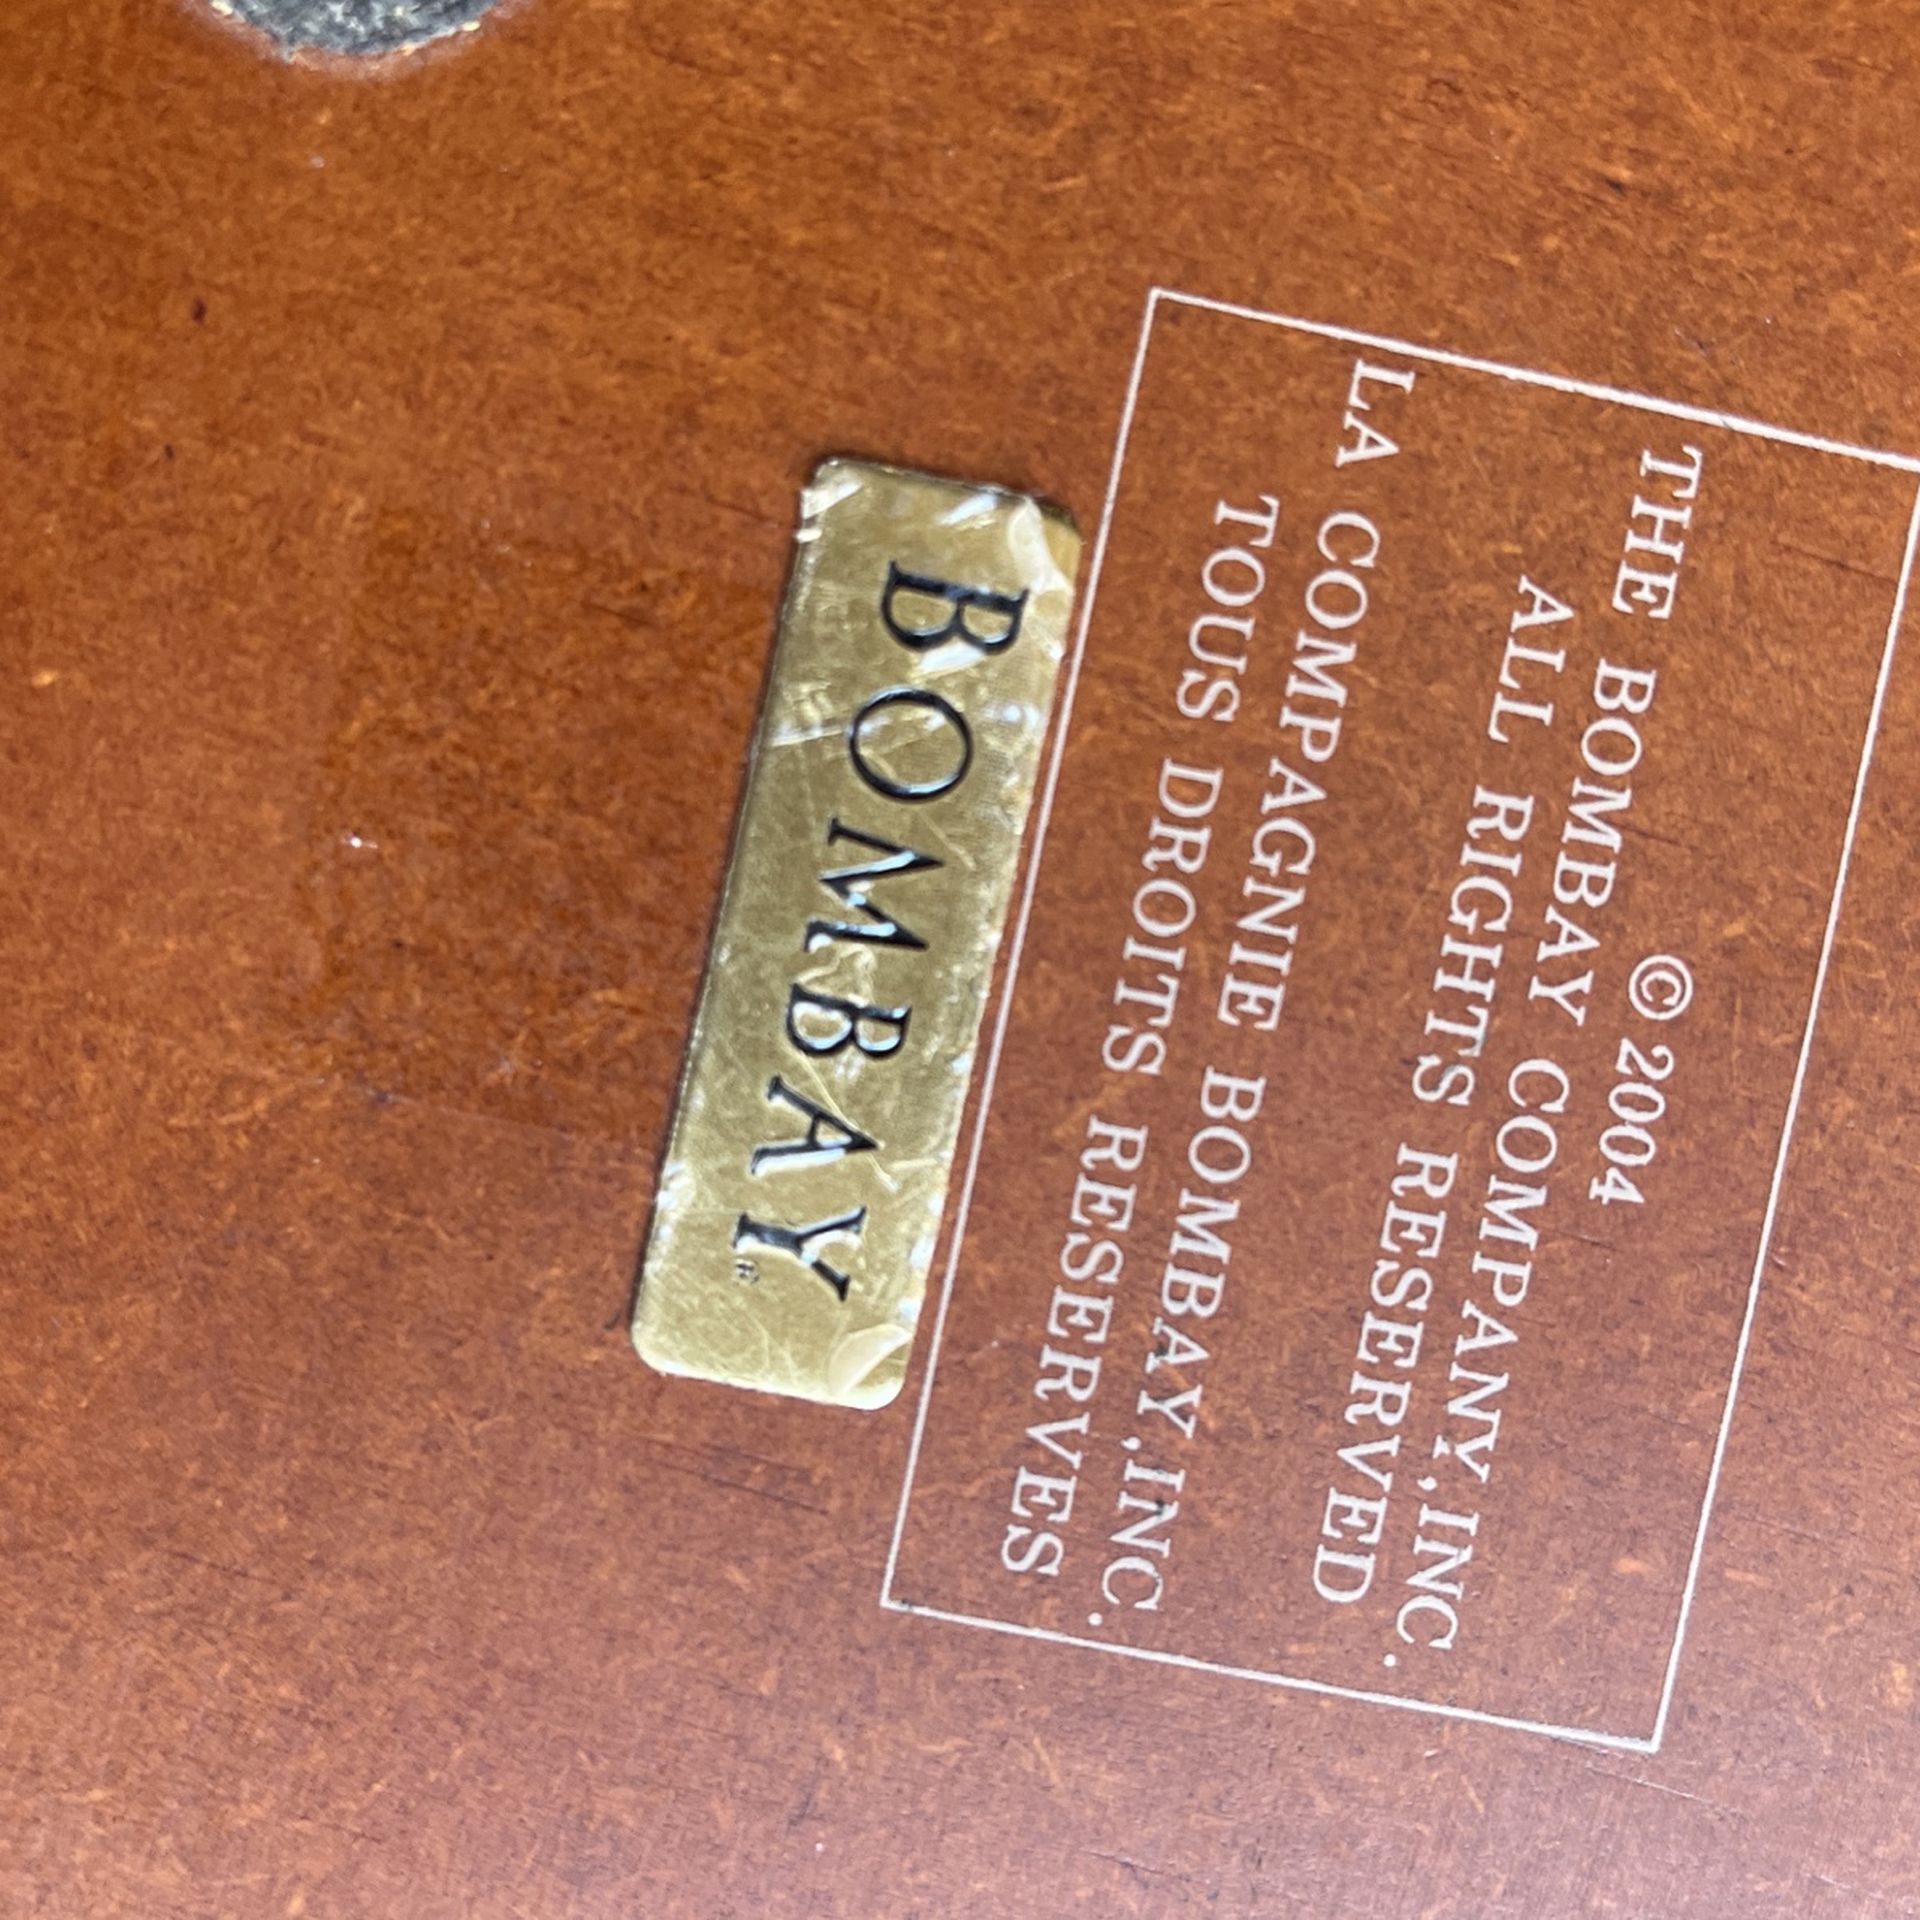 © 2004
THE BOMBAY COMPANY,INC.
ALL RIGHTS RESERVED
LA COMPAGNIE BOMBAY,INC.
TOUS DROITS RESERVES
BOMBAY®